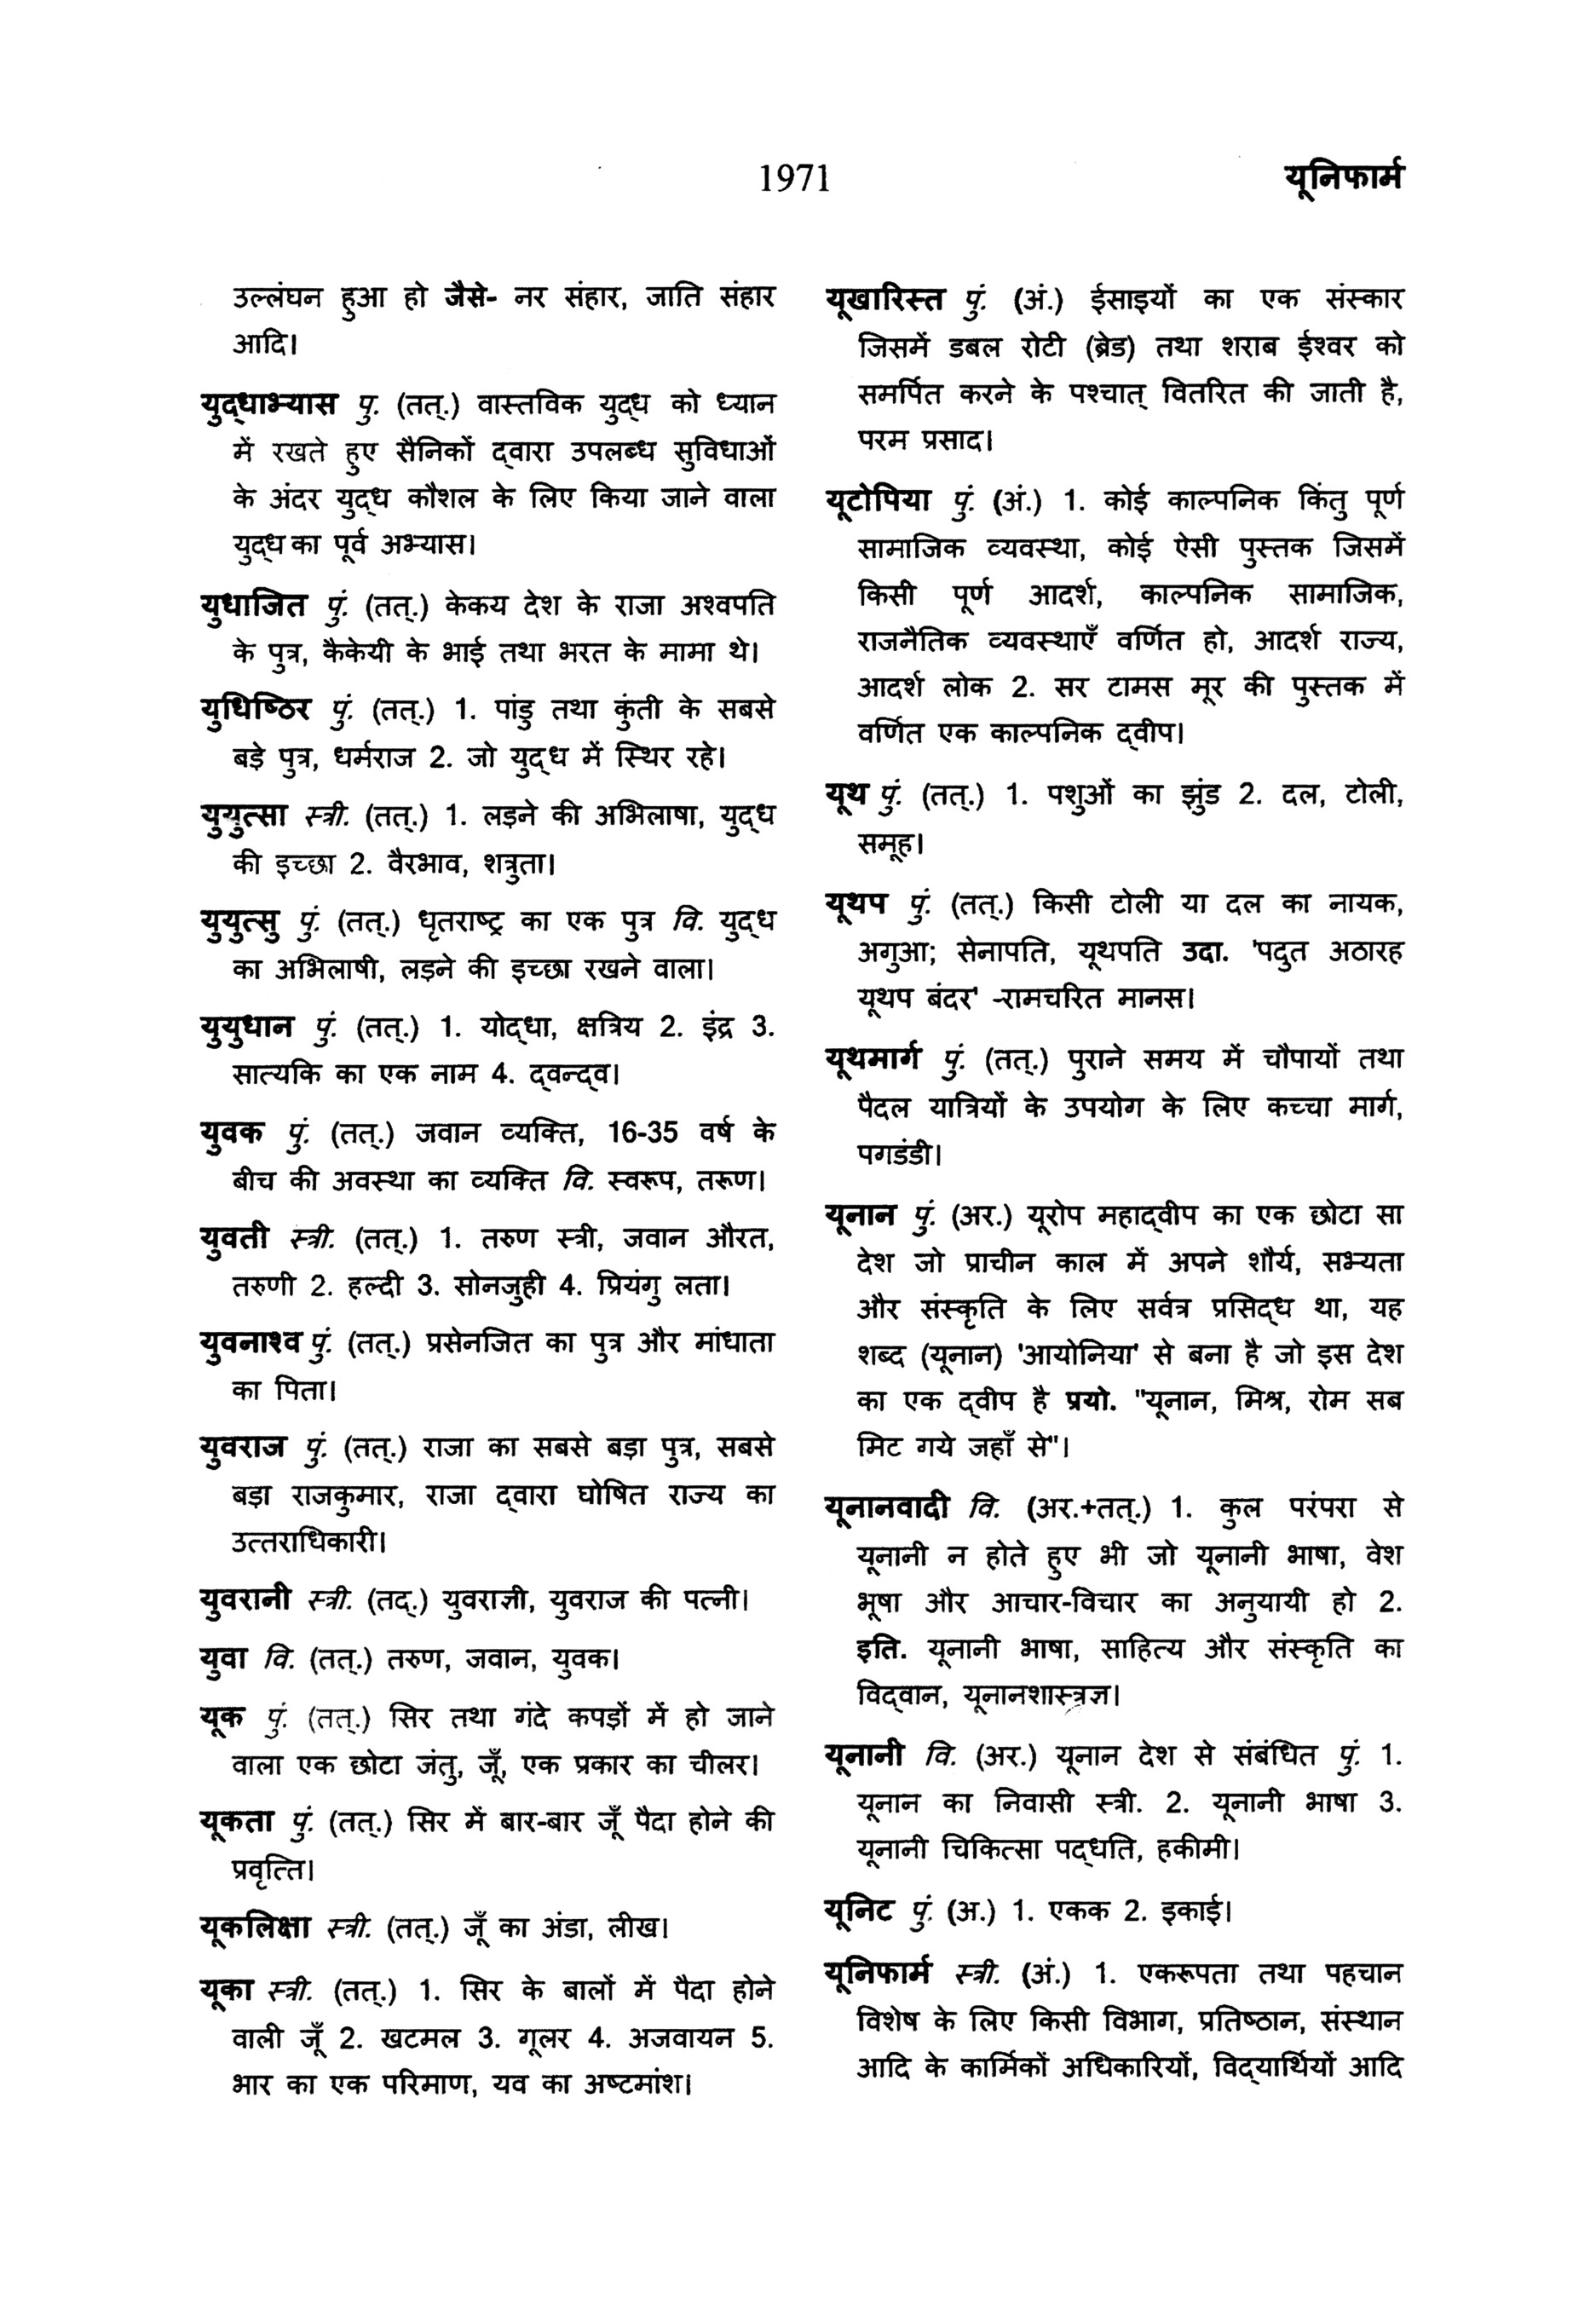 1971
यूनिफार्म
उल्लंघन हुआ हो जैसे- नर संहार, जाति संहार
आदि।
युद्धाभ्यास पु. (तत्.) वास्तविक युद्ध को ध्यान
में रखते हुए सैनिकों द्वारा उपलब्ध सुविधाओं
के अंदर युद्ध कौशल के लिए किया जाने वाला
युद्ध का पूर्व अभ्यास।
युधाजित पुं. (तत्.) केकय देश के राजा अश्वपति
के पुत्र, कैकेयी के भाई तथा भरत के मामा थे।
युधिष्ठिर पुं. (तत्.) 1. पांडु तथा कुंती के सबसे
बड़े पुत्र, धर्मराज 2. जो युद्ध में स्थिर रहे।
युयुत्सा स्त्री. (तत्.) 1. लड़ने की अभिलाषा, युद्ध
की इच्छा 2. वैरभाव, शत्रुता।
युयुत्सु पुं. (तत्.) धृतराष्ट्र का एक पुत्र वि. युद्ध
का अभिलाषी, लड़ने की इच्छा रखने वाला।
युयुधान पुं. (तत्.) 1. योद्धा, क्षत्रिय 2. इंद्र 3.
सात्यकि का एक नाम 4. द्वन्द्व।
युवक पुं. (तत्.) जवान व्यक्ति, 16-35 वर्ष के
बीच की अवस्था का व्यक्ति वि. स्वरूप, तरूण।
युवती स्त्री. (तत्.) 1. तरुण स्त्री, जवान औरत,
तरुणी 2. हल्दी 3. सोनजुही 4. प्रियंगु लता।
युवनाश्व पुं. (तत्.) प्रसेनजित का पुत्र और मांधाता
का पिता।
युवराज पुं. (तत्.) राजा का सबसे बड़ा पुत्र, सबसे
बड़ा राजकुमार, राजा द्वारा घोषित राज्य का
उत्तराधिकारी।
युवरानी स्त्री. (तद्.) युवराज्ञी, युवराज की पत्नी।
युवा वि. (तत्.) तरुण, जवान, युवक।
यूक पुं. (तत्.) सिर तथा गंदे कपड़ों में हो जाने
वाला एक छोटा जंतु, जूँ, एक प्रकार का चीलर।
यूकता पुं. (तत्.) सिर में बार-बार जूँ पैदा होने की
प्रवृत्ति।
यूकलिक्षा स्त्री. (तत्.) जूँ का अंडा, लीख।
यूका स्त्री. (तत्.) 1. सिर के बालों में पैदा होने
वाली जूँ 2. खटमल 3. गूलर 4. अजवायन 5.
भार का एक परिमाण, यव का अष्टमांश।
यूखारिस्त पुं. (अं.) ईसाइयों का एक संस्कार
जिसमें डबल रोटी (ब्रेड) तथा शराब ईश्वर को
समर्पित करने के पश्चात् वितरित की जाती है,
परम प्रसाद।
यूटोपिया पुं. (अं.) 1. कोई काल्पनिक किंतु पूर्ण
सामाजिक व्यवस्था, कोई ऐसी पुस्तक जिसमें
किसी पूर्ण आदर्श, काल्पनिक सामाजिक,
राजनैतिक व्यवस्थाएँ वर्णित हो, आदर्श राज्य,
आदर्श लोक 2. सर टामस मूर की पुस्तक में
वर्णित एक काल्पनिक द्वीप।
यूथ पुं. (तत्.) 1. पशुओं का झुंड 2. दल, टोली,
समूह।
यूथप पुं. (तत्.) किसी टोली या दल का नायक,
अगुआ; सेनापति, यूथपति उदा. 'पदुत अठारह
यूथप बंदर' -रामचरित मानस।
यूथमार्ग पुं. (तत्.) पुराने समय में चौपायों तथा
पैदल यात्रियों के उपयोग के लिए कच्चा मार्ग,
पगडंडी।
यूनान पुं. (अर.) यूरोप महाद्वीप का एक छोटा सा
देश जो प्राचीन काल में अपने शौर्य, सभ्यता
और संस्कृति के लिए सर्वत्र प्रसिद्ध था, यह
शब्द (यूनान) 'आयोनिया' से बना है जो इस देश
का एक द्वीप है प्रयो. "यूनान, मिश्र, रोम सब
मिट गये जहाँ से"।
यूनानवादी वि. (अर.+तत्.) 1. कुल परंपरा से
यूनानी न होते हुए भी जो यूनानी भाषा, वेश
भूषा और आचार-विचार का अनुयायी हो 2.
इति. यूनानी भाषा, साहित्य और संस्कृति का
विद्वान, यूनानशास्त्रज्ञ।
यूनानी वि. (अर.) यूनान देश से संबंधित पुं. 1.
यूनान का निवासी स्त्री. 2. यूनानी भाषा 3.
यूनानी चिकित्सा पद्धति, हकीमी।
यूनिट पुं. (अ.) 1. एकक 2. इकाई।
यूनिफार्म स्त्री. (अं.) 1. एकरूपता तथा पहचान
विशेष के लिए किसी विभाग, प्रतिष्ठान, संस्थान
आदि के कार्मिकों अधिकारियों, विद्यार्थियों आदि